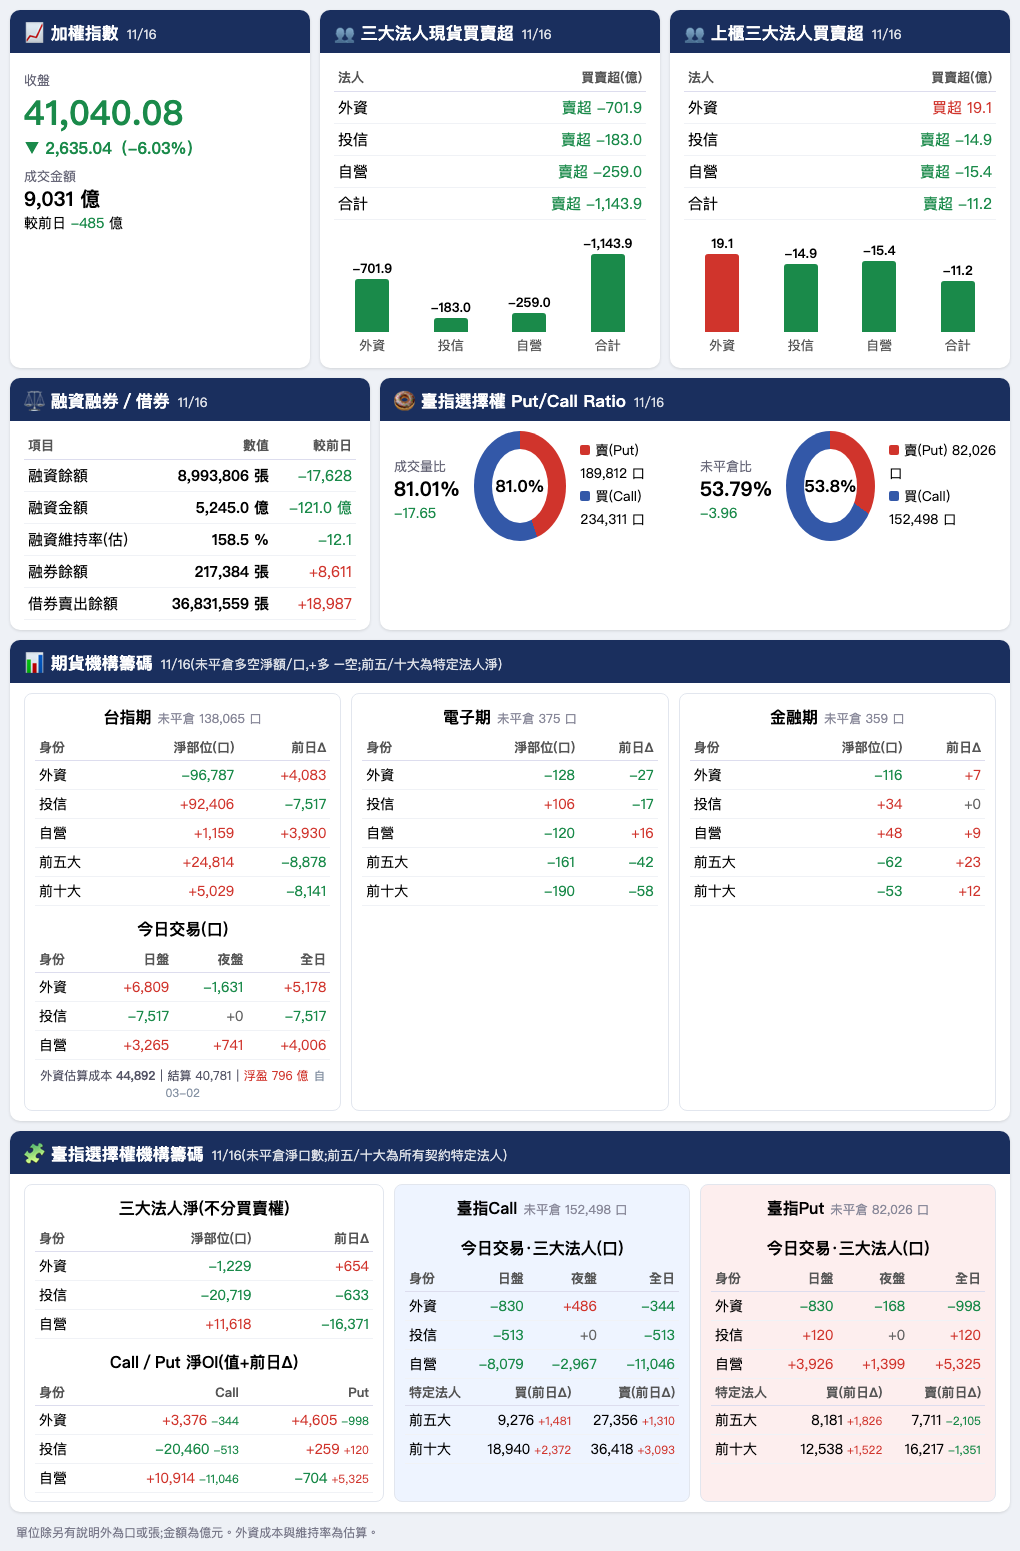 加權指數 11/16
收盤
41,040.08
▼ 2,635.04 (−6.03%)
成交金額
9,031 億
較前日 −485 億
三大法人現貨買賣超 11/16
法人 買賣超(億)
外資 賣超 −701.9
投信 賣超 −183.0
自營 賣超 −259.0
合計 賣超 −1,143.9
−701.9 −183.0 −259.0 −1,143.9
外資 投信 自營 合計
上櫃三大法人買賣超 11/16
法人 買賣超(億)
外資 買超 19.1
投信 賣超 −14.9
自營 賣超 −15.4
合計 賣超 −11.2
19.1 −14.9 −15.4 −11.2
外資 投信 自營 合計
融資融券 / 借券 11/16
項目 數值 較前日
融資餘額 8,993,806 張 −17,628
融資金額 5,245.0 億 −121.0 億
融資維持率(估) 158.5 % −12.1
融券餘額 217,384 張 +8,611
借券賣出餘額 36,831,559 張 +18,987
臺指選擇權 Put/Call Ratio 11/16
成交量比
81.01%
−17.65
81.0%
賣(Put)
189,812 口
買(Call)
234,311 口
未平倉比
53.79%
−3.96
53.8%
賣(Put) 82,026
口
買(Call)
152,498 口
期貨機構籌碼 11/16(未平倉多空淨額/口,+多 −空;前五/十大為特定法人淨)
台指期 未平倉 138,065 口
身份 淨部位(口) 前日Δ
外資 −96,787 +4,083
投信 +92,406 −7,517
自營 +1,159 +3,930
前五大 +24,814 −8,878
前十大 +5,029 −8,141
今日交易(口)
身份 日盤 夜盤 全日
外資 +6,809 −1,631 +5,178
投信 −7,517 +0 −7,517
自營 +3,265 +741 +4,006
外資估算成本 44,892｜結算 40,781｜浮盈 796 億 自
03-02
電子期 未平倉 375 口
身份 淨部位(口) 前日Δ
外資 −128 −27
投信 +106 −17
自營 −120 +16
前五大 −161 −42
前十大 −190 −58
金融期 未平倉 359 口
身份 淨部位(口) 前日Δ
外資 −116 +7
投信 +34 +0
自營 +48 +9
前五大 −62 +23
前十大 −53 +12
臺指選擇權機構籌碼 11/16(未平倉淨口數;前五/十大為所有契約特定法人)
三大法人淨(不分買賣權)
身份 淨部位(口) 前日Δ
外資 −1,229 +654
投信 −20,719 −633
自營 +11,618 −16,371
Call / Put 淨OI(值+前日Δ)
身份 Call Put
外資 +3,376 −344 +4,605 −998
投信 −20,460 −513 +259 +120
自營 +10,914 −11,046 −704 +5,325
臺指Call 未平倉 152,498 口
今日交易·三大法人(口)
身份 日盤 夜盤 全日
外資 −830 +486 −344
投信 −513 +0 −513
自營 −8,079 −2,967 −11,046
特定法人 買(前日Δ) 賣(前日Δ)
前五大 9,276 +1,481 27,356 +1,310
前十大 18,940 +2,372 36,418 +3,093
臺指Put 未平倉 82,026 口
今日交易·三大法人(口)
身份 日盤 夜盤 全日
外資 −830 −168 −998
投信 +120 +0 +120
自營 +3,926 +1,399 +5,325
特定法人 買(前日Δ) 賣(前日Δ)
前五大 8,181 +1,826 7,711 −2,105
前十大 12,538 +1,522 16,217 −1,351
單位除另有說明外為口或張;金額為億元。外資成本與維持率為估算。